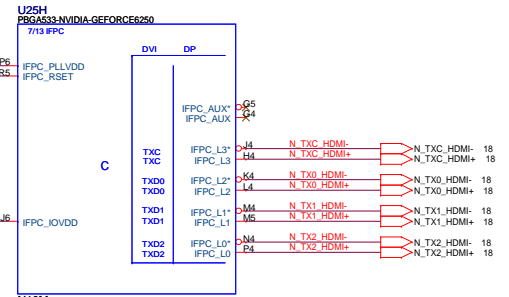 U25H
PBGA533-NVIDIA-GEFORCE6250
7/13 IFPC
DVI DP
P6 IFPC_PLLVDD
R5 IFPC_RSET
IFPC_AUX* G5
IFPC_AUX G4
TXC IFPC_L3* J4 N_TXC_HDMI- N_TXC_HDMI- 18
TXC IFPC_L3 H4 N_TXC_HDMI+ N_TXC_HDMI+ 18
C
TXD0 IFPC_L2* K4 N_TX0_HDMI- N_TX0_HDMI- 18
TXD0 IFPC_L2 L4 N_TX0_HDMI+ N_TX0_HDMI+ 18
TXD1 IFPC_L1* M4 N_TX1_HDMI- N_TX1_HDMI- 18
J6 IFPC_IOVDD TXD1 IFPC_L1 M5 N_TX1_HDMI+ N_TX1_HDMI+ 18
TXD2 IFPC_L0* N4 N_TX2_HDMI- N_TX2_HDMI- 18
TXD2 IFPC_L0 P4 N_TX2_HDMI+ N_TX2_HDMI+ 18